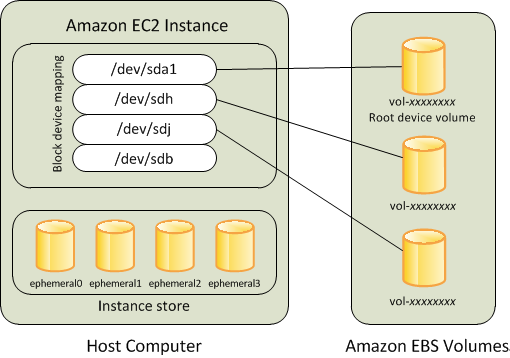 Amazon EC2 Instance
Block device mapping
/dev/sda1
/dev/sdh
/dev/sdj
/dev/sdb
ephemeral0 ephemeral1 ephemeral2 ephemeral3
Instance store
Host Computer
vol-xxxxxxxx
Root device volume
vol-xxxxxxxx
vol-xxxxxxxx
Amazon EBS Volumes